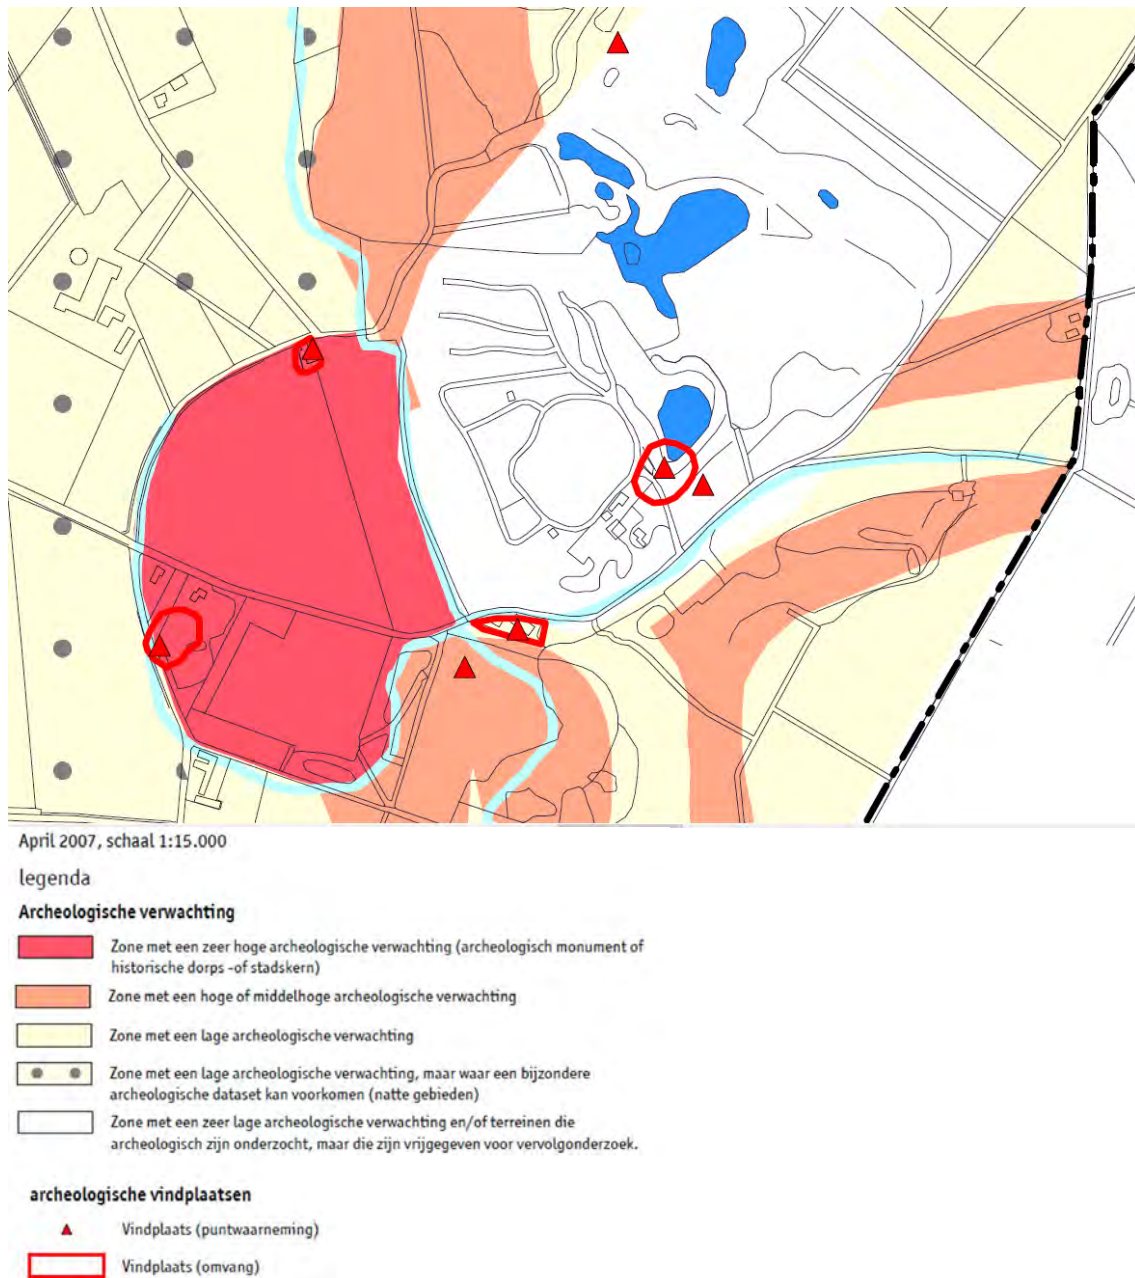 April 2007, schaal 1:15.000
legenda
Archeologische verwachting
Zone met een zeer hoge archeologische verwachting (archeologisch monument of
historische dorps -of stadskern)
Zone met een hoge of middelhoge archeologische verwachting
Zone met een lage archeologische verwachting
Zone met een lage archeologische verwachting, maar waar een bijzondere
archeologische dataset kan voorkomen (natte gebieden)
Zone met een zeer lage archeologische verwachting en/of terreinen die
archeologisch zijn onderzocht, maar die zijn vrijgegeven voor vervolgonderzoek.
archeologische vindplaatsen
Vindplaats (puntwaarneming)
Vindplaats (omvang)